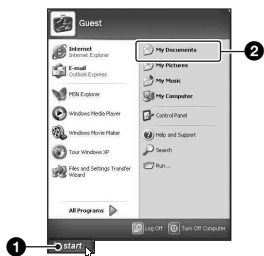 Guest
Internet
Internet Explorer
E-mail
Outlook Express
MSN Explorer
Windows Media Player
Windows Movie Maker
Tour Windows XP
Files and Settings Transfer
Wizard
All Programs
My Documents
My Pictures
My Music
My Computer
Control Panel
Help and Support
Search
Run...
Log Off
Turn Off Computer
start
1
2